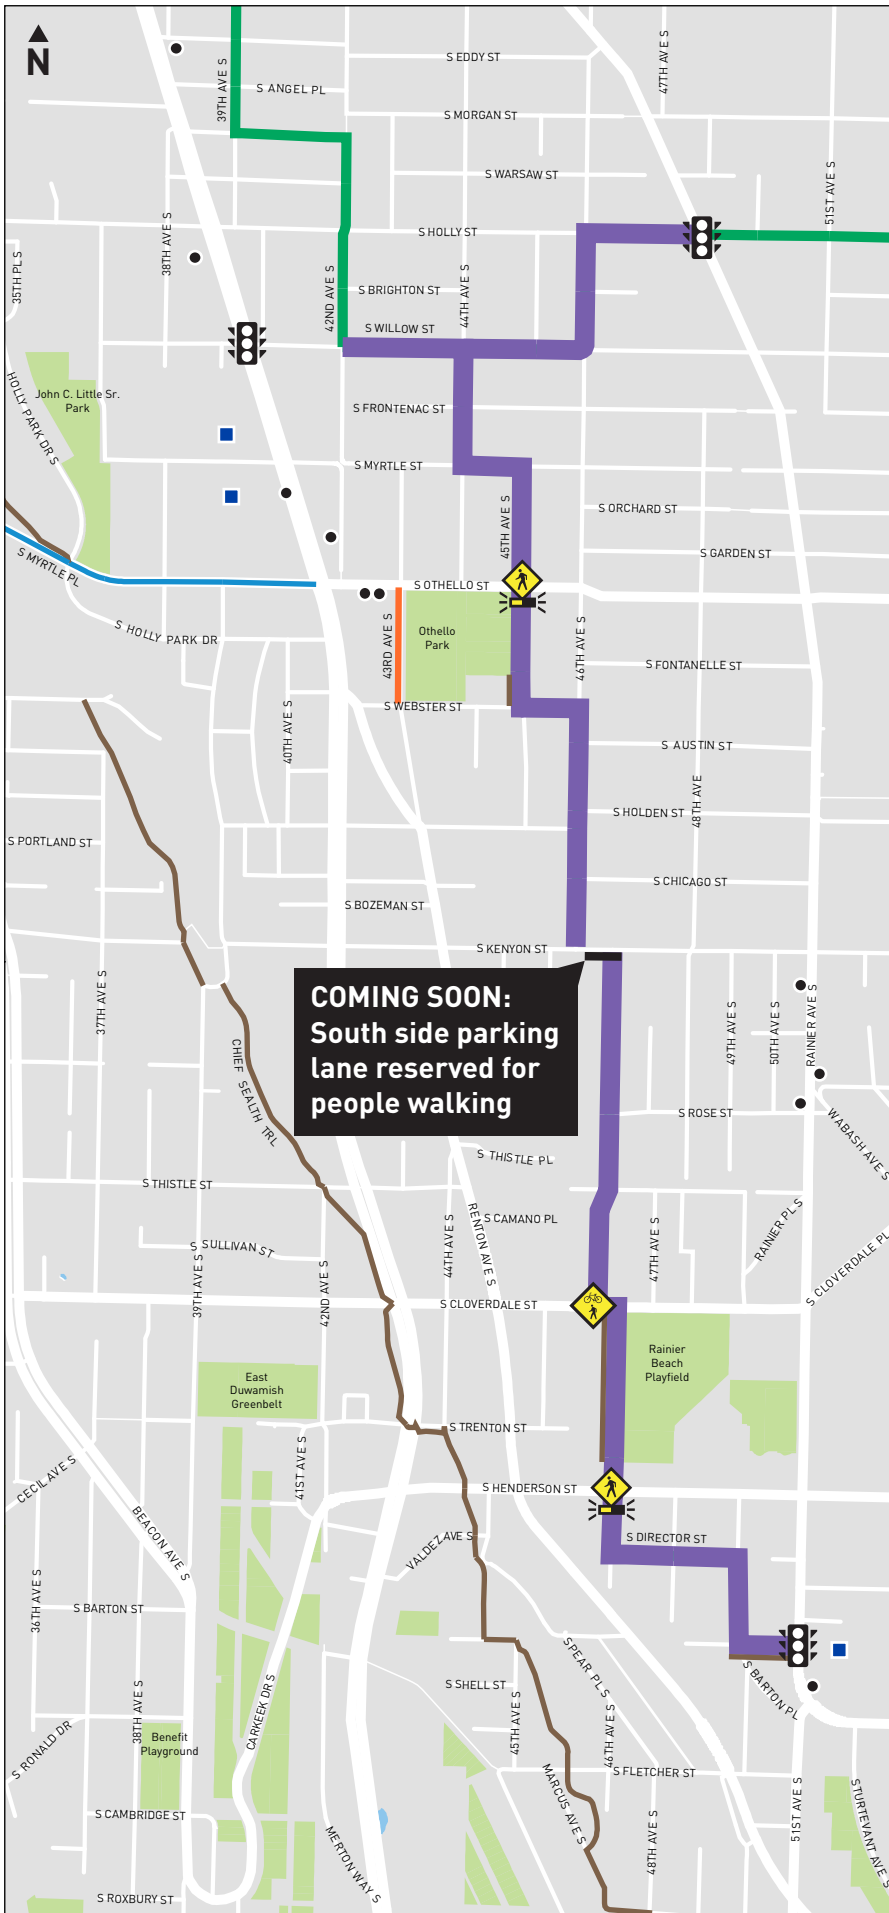 N
S EDDY ST
47TH AVE S
39TH AVE S
S ANGEL PL
S MORGAN ST
S WARSAW ST
51ST AVE S
38TH AVE S
S HOLLY ST
35TH PL S
42ND AVE S
44TH AVE S
S BRIGHTON ST
S WILLOW ST
HOLLY PARK DR S
John C. Little Sr.
Park
S FRONTENAC ST
S MYRTLE ST
45TH AVE S
S ORCHARD ST
S GARDEN ST
S MYRTLE PL
S OTHELLO ST
S HOLLY PARK DR
43RD AVE S
Othello
Park
46TH AVE S
S FONTANELLE ST
S WEBSTER ST
40TH AVE S
S AUSTIN ST
48TH AVE
S HOLDEN ST
S PORTLAND ST
S CHICAGO ST
S BOZEMAN ST
S KENYON ST
37TH AVE S
COMING SOON:
South side parking
lane reserved for
people walking
49TH AVE S
50TH AVE S
RAINIER AVE S
CHIEF SEALTH TRL
S ROSE ST
WABASH AVE S
S THISTLE PL
S THISTLE ST
RENTON AVE S
S CAMANO PL
44TH AVE S
47TH AVE S
RAINIER PL S
S SULLIVAN ST
39TH AVE S
42ND AVE S
S CLOVERDALE PL
S CLOVERDALE ST
Rainier
Beach
Playfield
East
Duwamish
Greenbelt
S TRENTON ST
41ST AVE S
CECIL AVE S
S HENDERSON ST
BEACON AVE S
VALDEZ AVE S
S DIRECTOR ST
36TH AVE S
S BARTON ST
SPEAR PL S
S BARTON PL
S SHELL ST
CARKEEK DR S
38TH AVE S
45TH AVE S
46TH AVE S
S RONALD DR
Benefit
Playground
S FLETCHER ST
MARCUS AVE S
51ST AVE S
STURTEVANT AVE S
S CAMBRIDGE ST
48TH AVE S
MERTON WAY S
S ROXBURY ST